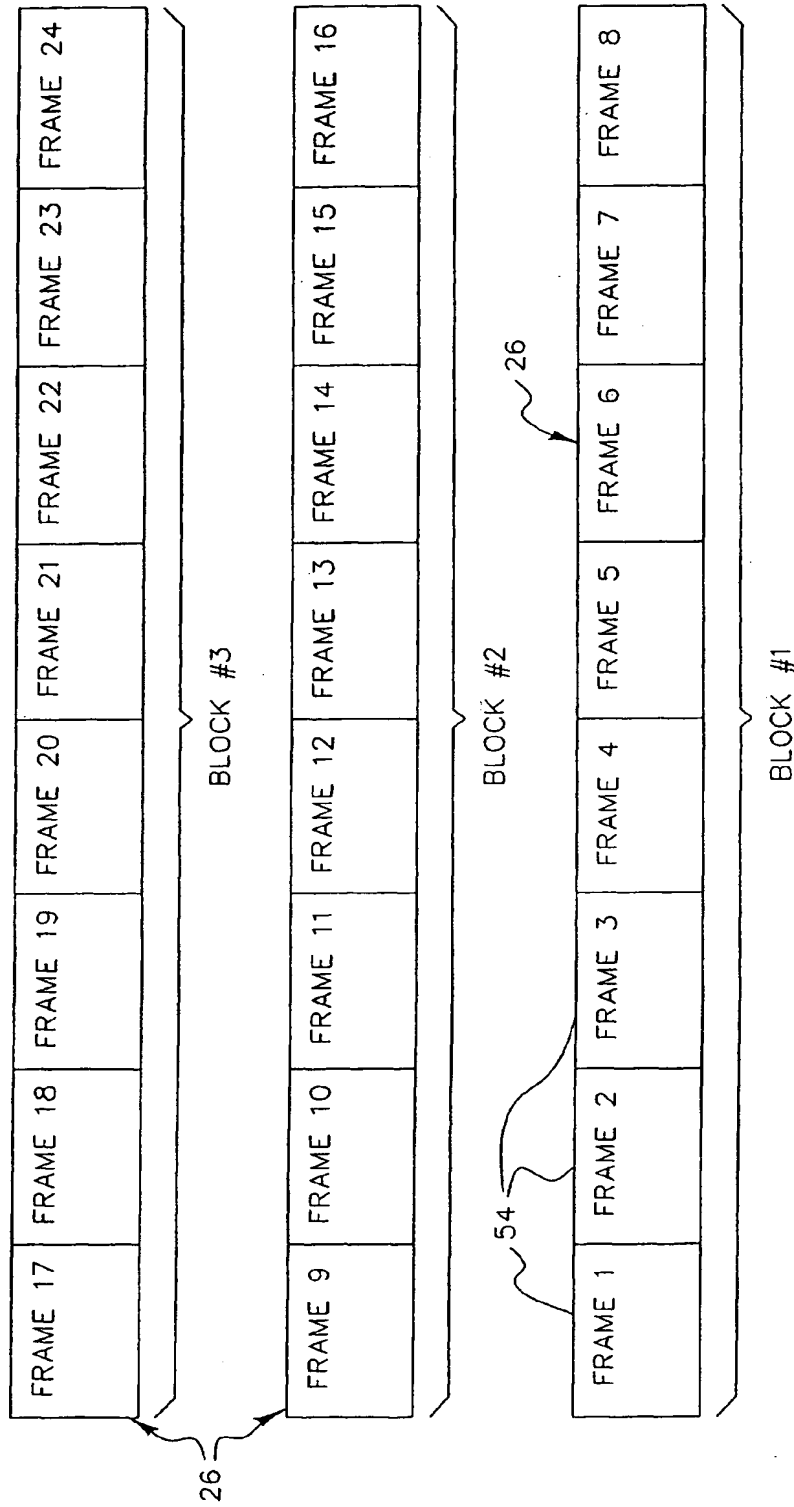 FRAME 17 FRAME 18 FRAME 19 FRAME 20 FRAME 21 FRAME 22 FRAME 23 FRAME 24
BLOCK #3
26
FRAME 9 FRAME 10 FRAME 11 FRAME 12 FRAME 13 FRAME 14 FRAME 15 FRAME 16
BLOCK #2
54
26
FRAME 1 FRAME 2 FRAME 3 FRAME 4 FRAME 5 FRAME 6 FRAME 7 FRAME 8
BLOCK #1